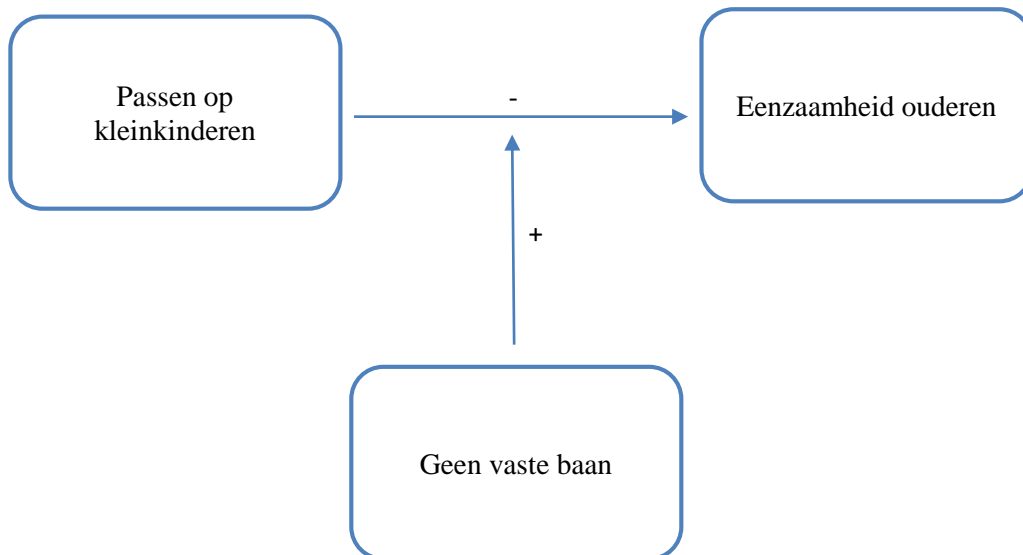 Passen op
kleinkinderen
-
Eenzaamheid ouderen
+
Geen vaste baan